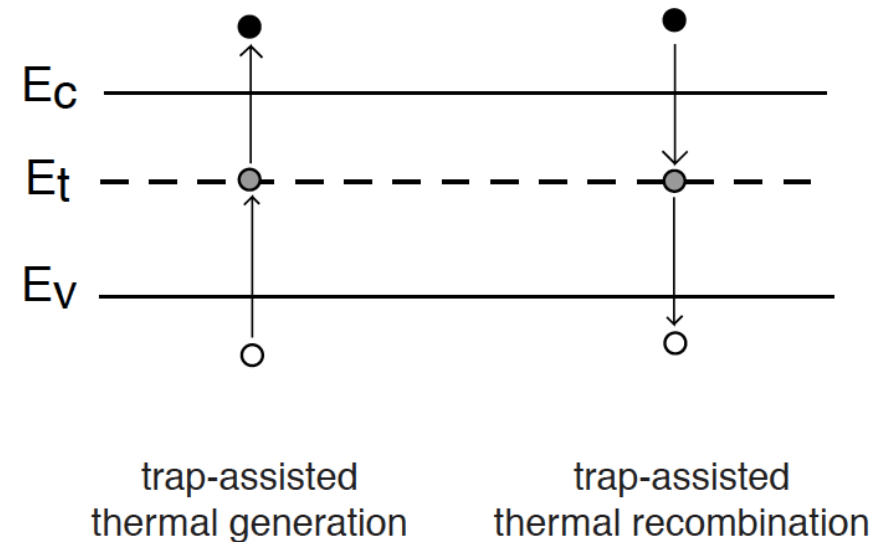 Ec
Et
Ev
trap-assisted
thermal generation
trap-assisted
thermal recombination